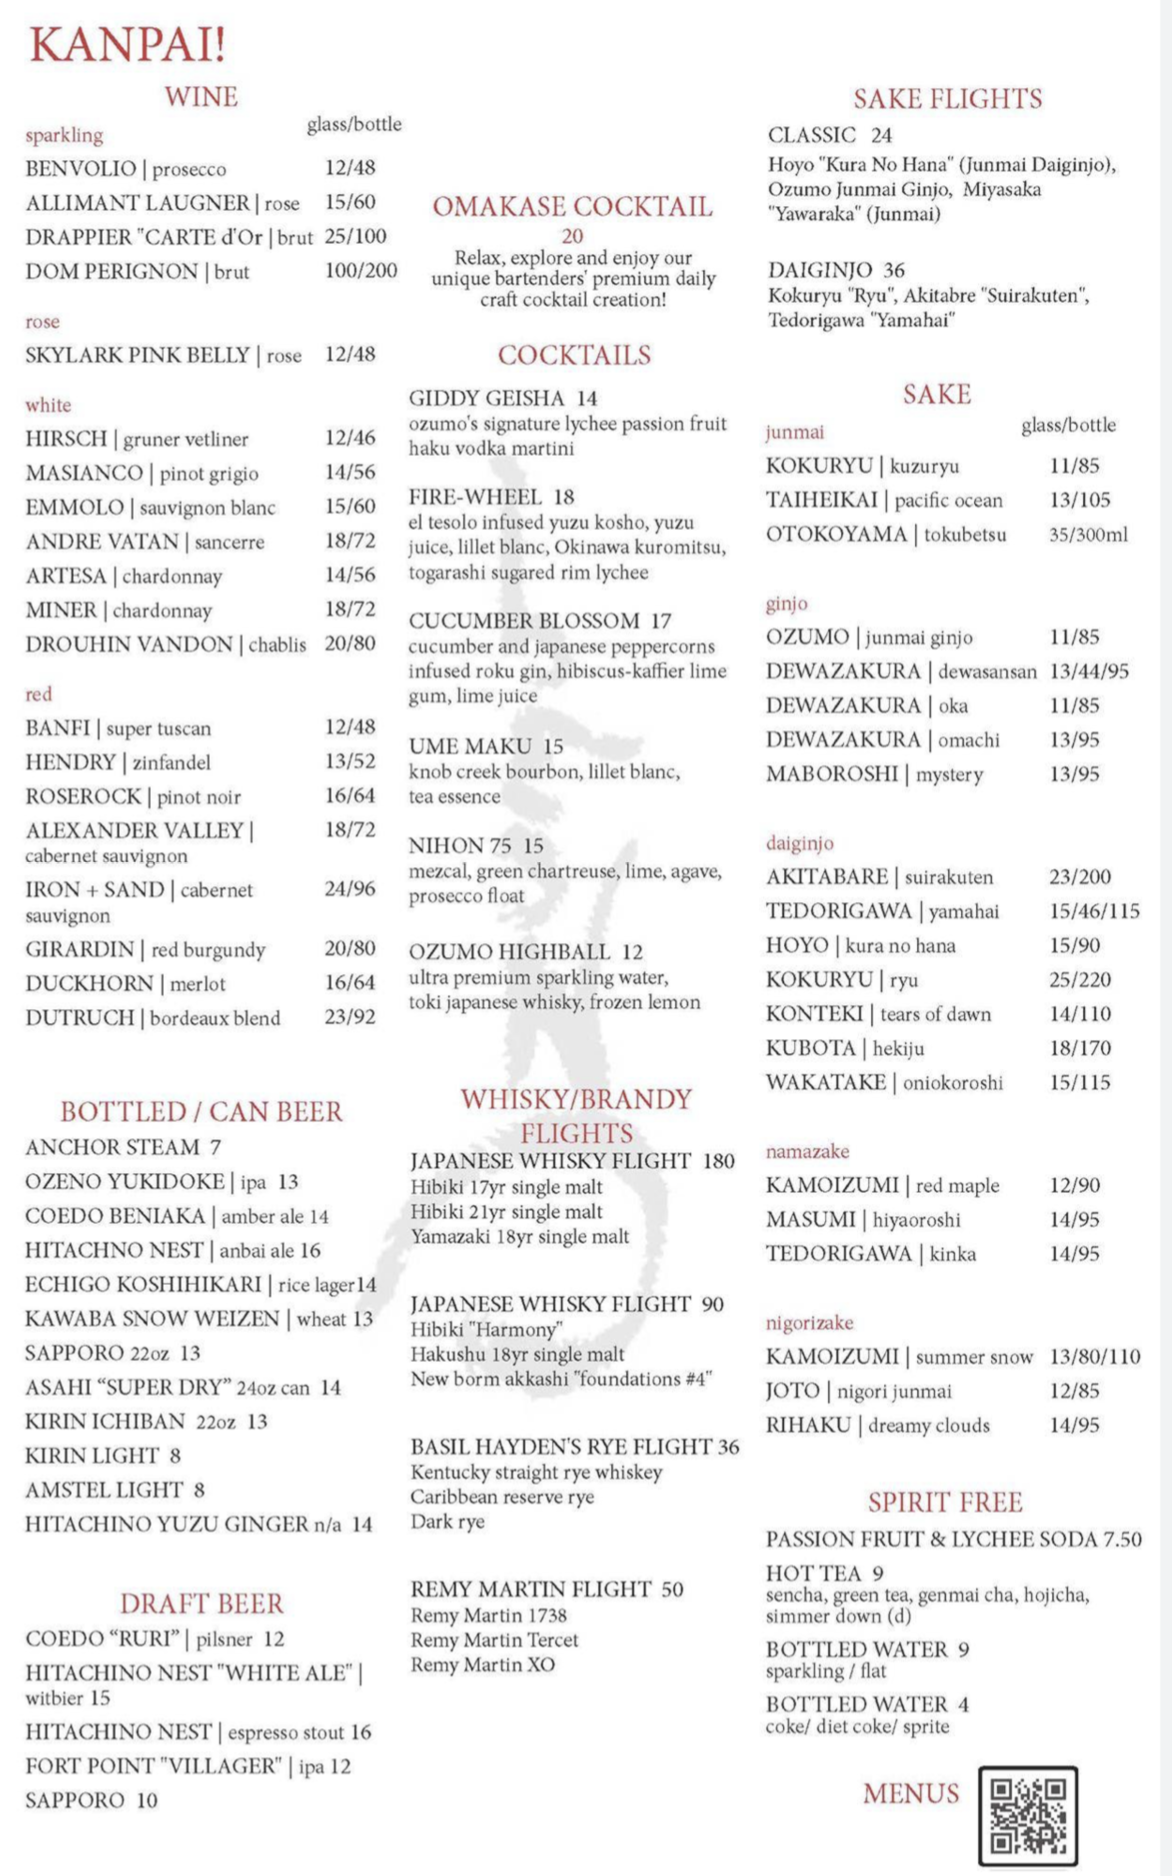 KANPAI!
WINE
glass/bottle
sparkling
BENVOLIO | prosecco 12/48
ALLIMANT LAUGNER | rose 15/60
DRAPPIER "CARTE d'Or | brut 25/100
DOM PERIGNON | brut 100/200
rose
SKYLARK PINK BELLY | rose 12/48
white
HIRSCH | gruner vetliner 12/46
MASIANCO | pinot grigio 14/56
EMMOLO | sauvignon blanc 15/60
ANDRE VATAN | sancerre 18/72
ARTESA | chardonnay 14/56
MINER | chardonnay 18/72
DROUHIN VANDON | chablis 20/80
red
BANFI | super tuscan 12/48
HENDRY | zinfandel 13/52
ROSEROCK | pinot noir 16/64
ALEXANDER VALLEY | 18/72
cabernet sauvignon
IRON + SAND | cabernet 24/96
sauvignon
GIRARDIN | red burgundy 20/80
DUCKHORN | merlot 16/64
DUTRUCH | bordeaux blend 23/92
BOTTLED / CAN BEER
ANCHOR STEAM 7
OZENO YUKIDOKE | ipa 13
COEDO BENIAKA | amber ale 14
HITACHNO NEST | anbai ale 16
ECHIGO KOSHIHIKARI | rice lager14
KAWABA SNOW WEIZEN | wheat 13
SAPPORO 22oz 13
ASAHI “SUPER DRY” 24oz can 14
KIRIN ICHIBAN 22oz 13
KIRIN LIGHT 8
AMSTEL LIGHT 8
HITACHINO YUZU GINGER n/a 14
DRAFT BEER
COEDO “RURI” | pilsner 12
HITACHINO NEST "WHITE ALE" |
witbier 15
HITACHINO NEST | espresso stout 16
FORT POINT "VILLAGER" | ipa 12
SAPPORO 10
OMAKASE COCKTAIL
20
Relax, explore and enjoy our
unique bartenders' premium daily
craft cocktail creation!
COCKTAILS
GIDDY GEISHA 14
ozumo's signature lychee passion fruit
haku vodka martini
FIRE-WHEEL 18
el tesolo infused yuzu kosho, yuzu
juice, lillet blanc, Okinawa kuromitsu,
togarashi sugared rim lychee
CUCUMBER BLOSSOM 17
cucumber and japanese peppercorns
infused roku gin, hibiscus-kaffier lime
gum, lime juice
UME MAKU 15
knob creek bourbon, lillet blanc,
tea essence
NIHON 75 15
mezcal, green chartreuse, lime, agave,
prosecco float
OZUMO HIGHBALL 12
ultra premium sparkling water,
toki japanese whisky, frozen lemon
WHISKY/BRANDY
FLIGHTS
JAPANESE WHISKY FLIGHT 180
Hibiki 17yr single malt
Hibiki 21yr single malt
Yamazaki 18yr single malt
JAPANESE WHISKY FLIGHT 90
Hibiki "Harmony"
Hakushu 18yr single malt
New borm akkashi "foundations #4"
BASIL HAYDEN'S RYE FLIGHT 36
Kentucky straight rye whiskey
Caribbean reserve rye
Dark rye
REMY MARTIN FLIGHT 50
Remy Martin 1738
Remy Martin Tercet
Remy Martin XO
SAKE FLIGHTS
CLASSIC 24
Hoyo "Kura No Hana" (Junmai Daiginjo),
Ozumo Junmai Ginjo, Miyasaka
"Yawaraka" (Junmai)
DAIGINJO 36
Kokuryu "Ryu", Akitabre "Suirakuten",
Tedorigawa "Yamahai"
SAKE
glass/bottle
junmai
KOKURYU | kuzuryu 11/85
TAIHEIKAI | pacific ocean 13/105
OTOKOYAMA | tokubetsu 35/300ml
ginjo
OZUMO | junmai ginjo 11/85
DEWAZAKURA | dewasansan 13/44/95
DEWAZAKURA | oka 11/85
DEWAZAKURA | omachi 13/95
MABOROSHI | mystery 13/95
daiginjo
AKITABARE | suirakuten 23/200
TEDORIGAWA | yamahai 15/46/115
HOYO | kura no hana 15/90
KOKURYU | ryu 25/220
KONTEKI | tears of dawn 14/110
KUBOTA | hekiju 18/170
WAKATAKE | oniokoroshi 15/115
namazake
KAMOIZUMI | red maple 12/90
MASUMI | hiyaoroshi 14/95
TEDORIGAWA | kinka 14/95
nigorizake
KAMOIZUMI | summer snow 13/80/110
JOTO | nigori junmai 12/85
RIHAKU | dreamy clouds 14/95
SPIRIT FREE
PASSION FRUIT & LYCHEE SODA 7.50
HOT TEA 9
sencha, green tea, genmai cha, hojicha,
simmer down (d)
BOTTLED WATER 9
sparkling / flat
BOTTLED WATER 4
coke/ diet coke/ sprite
MENUS